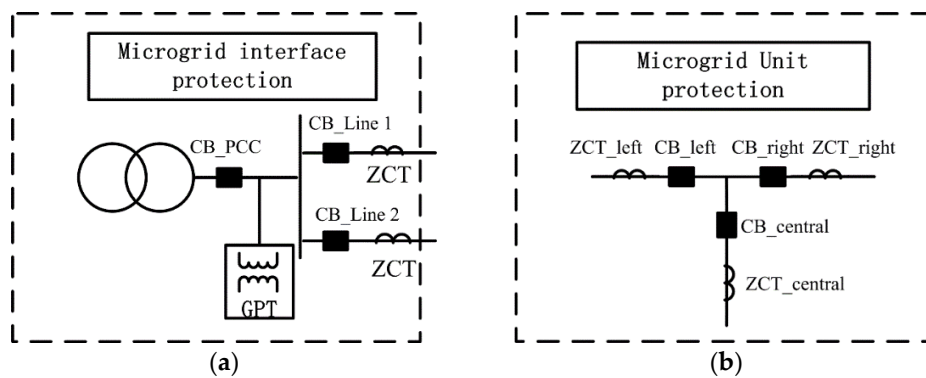 Microgrid interface
protection
CB_PCC
CB_Line 1
ZCT
CB_Line 2
ZCT
GPT
(a)
Microgrid Unit
protection
ZCT_left CB_left CB_right ZCT_right
CB_central
ZCT_central
(b)